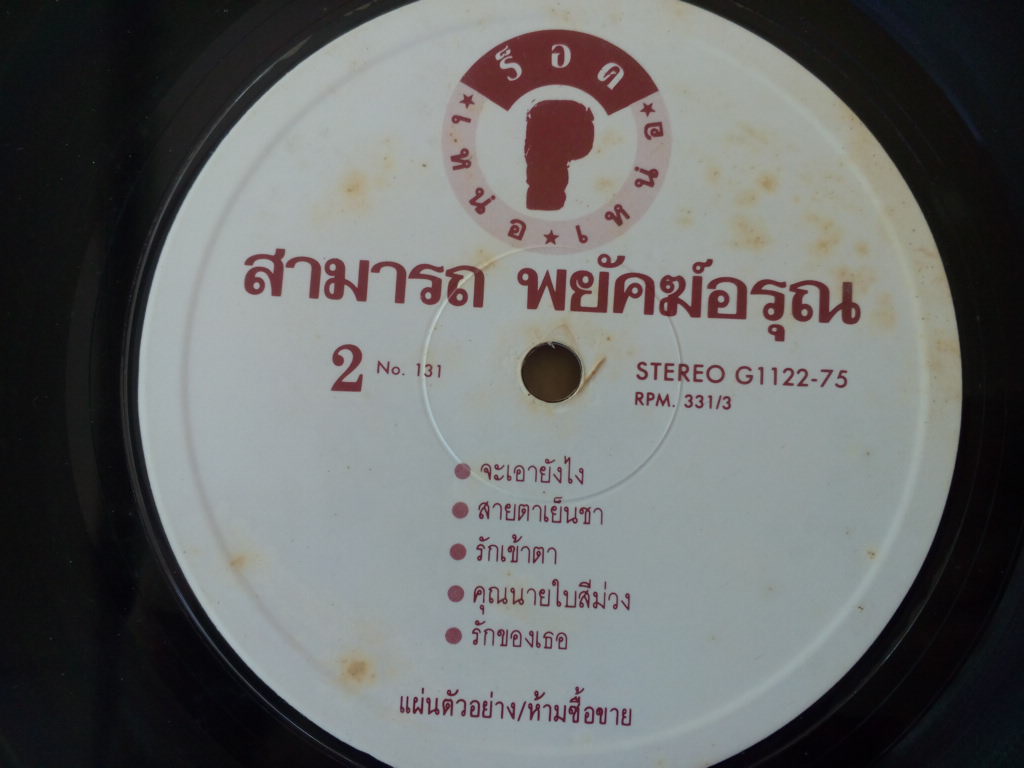 ร็อค
เหน่อ ★ เหน่อ
P
สามารถ พยัคฆ์อรุณ
2 No. 131
STEREO G1122-75
RPM. 331/3
จะเอายังไง
สายตาเย็นชา
รักเข้าตา
คุณนายใบสีม่วง
รักของเธอ
แผ่นตัวอย่าง/ห้ามซื้อขาย